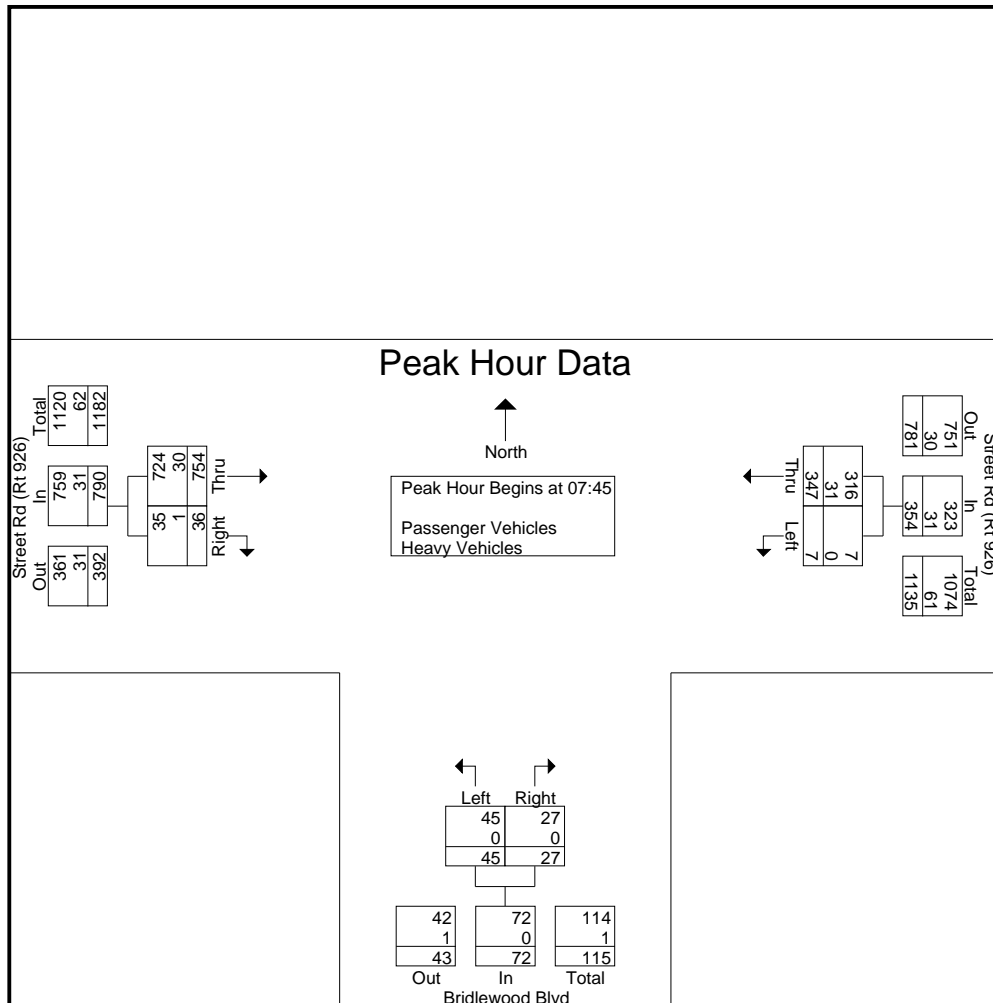 Peak Hour Data
North
Peak Hour Begins at 07:45
Passenger Vehicles
Heavy Vehicles
Street Rd (Rt 926)
Total
1120
62
1182
In
759
31
790
Out
361
31
392
Thru
724
30
754
Right
35
1
36
Street Rd (Rt 926)
Out
751
30
781
In
323
31
354
Total
1074
61
1135
Thru
316
31
347
Left
7
0
7
Left Right
45 27
0 0
45 27
42 72 114
1 0 1
43 72 115
Out In Total
Bridlewood Blvd